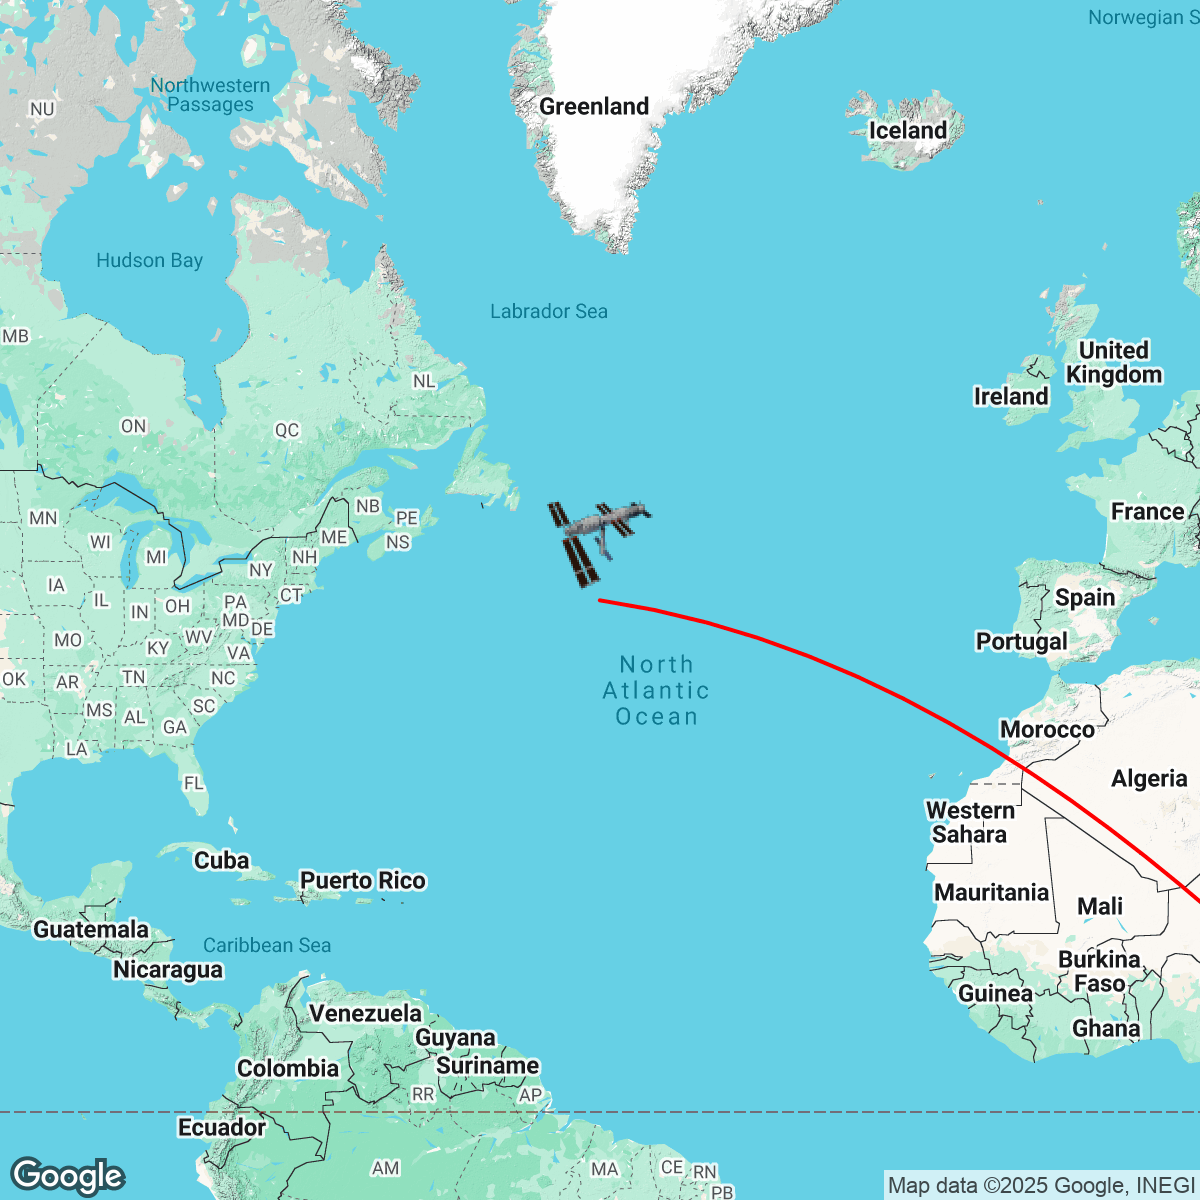 Norwegian S
Northwestern
Passages
NU
Greenland
Iceland
Hudson Bay
Labrador Sea
MB
United
Kingdom
NL
Ireland
ON
QC
NB
PE
France
MN
ME
NS
WI
MI
NH
NY
IA
CT
Spain
IL
IN
OH
PA
MD
DE
MO
WV
Portugal
KY
VA
North
Atlantic
Ocean
OK
AR
TN
NC
MS
AL
SC
GA
Morocco
LA
Algeria
FL
Western
Sahara
Cuba
Puerto Rico
Mauritania
Mali
Guatemala
Caribbean Sea
Burkina
Faso
Nicaragua
Guinea
Venezuela
Ghana
Guyana
Colombia
Suriname
RR
AP
Ecuador
AM
MA
CE
RN
PB
Google
Map data ©2025 Google, INEGI